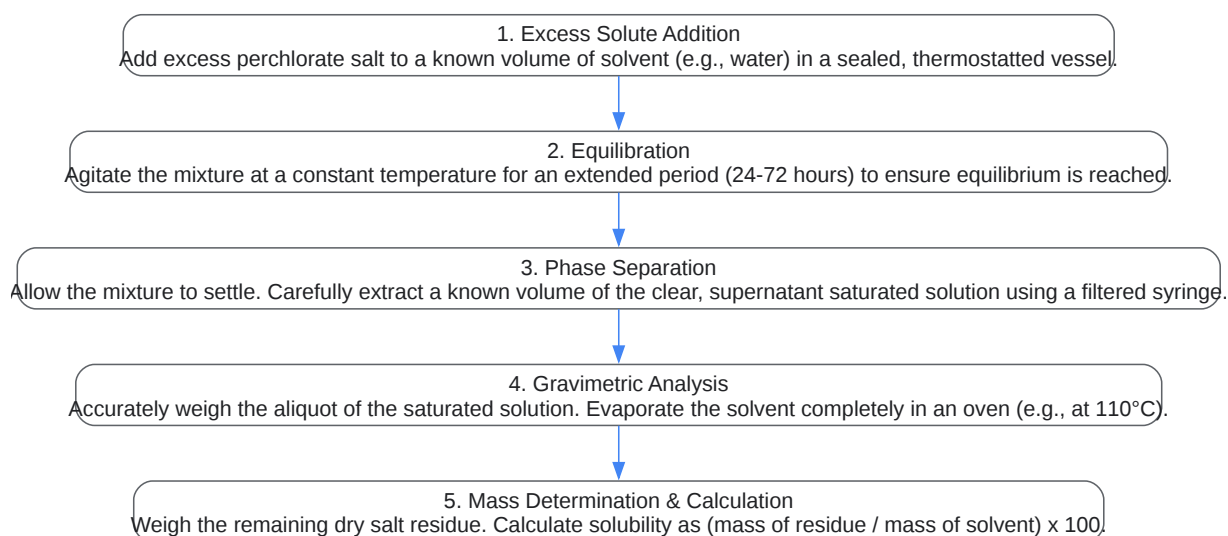 1. Excess Solute Addition
Add excess perchlorate salt to a known volume of solvent (e.g., water) in a sealed, thermostatted vessel.
2. Equilibration
Agitate the mixture at a constant temperature for an extended period (24-72 hours) to ensure equilibrium is reached.
3. Phase Separation
Allow the mixture to settle. Carefully extract a known volume of the clear, supernatant saturated solution using a filtered syringe.
4. Gravimetric Analysis
Accurately weigh the aliquot of the saturated solution. Evaporate the solvent completely in an oven (e.g., at 110°C).
5. Mass Determination & Calculation
Weigh the remaining dry salt residue. Calculate solubility as (mass of residue / mass of solvent) x 100.